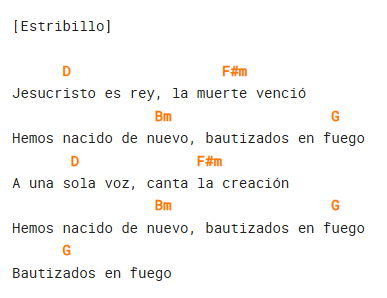 [Estribillo]
D F#m
Jesucristo es rey, la muerte venció
Bm G
Hemos nacido de nuevo, bautizados en fuego
D F#m
A una sola voz, canta la creación
Bm G
Hemos nacido de nuevo, bautizados en fuego
G
Bautizados en fuego